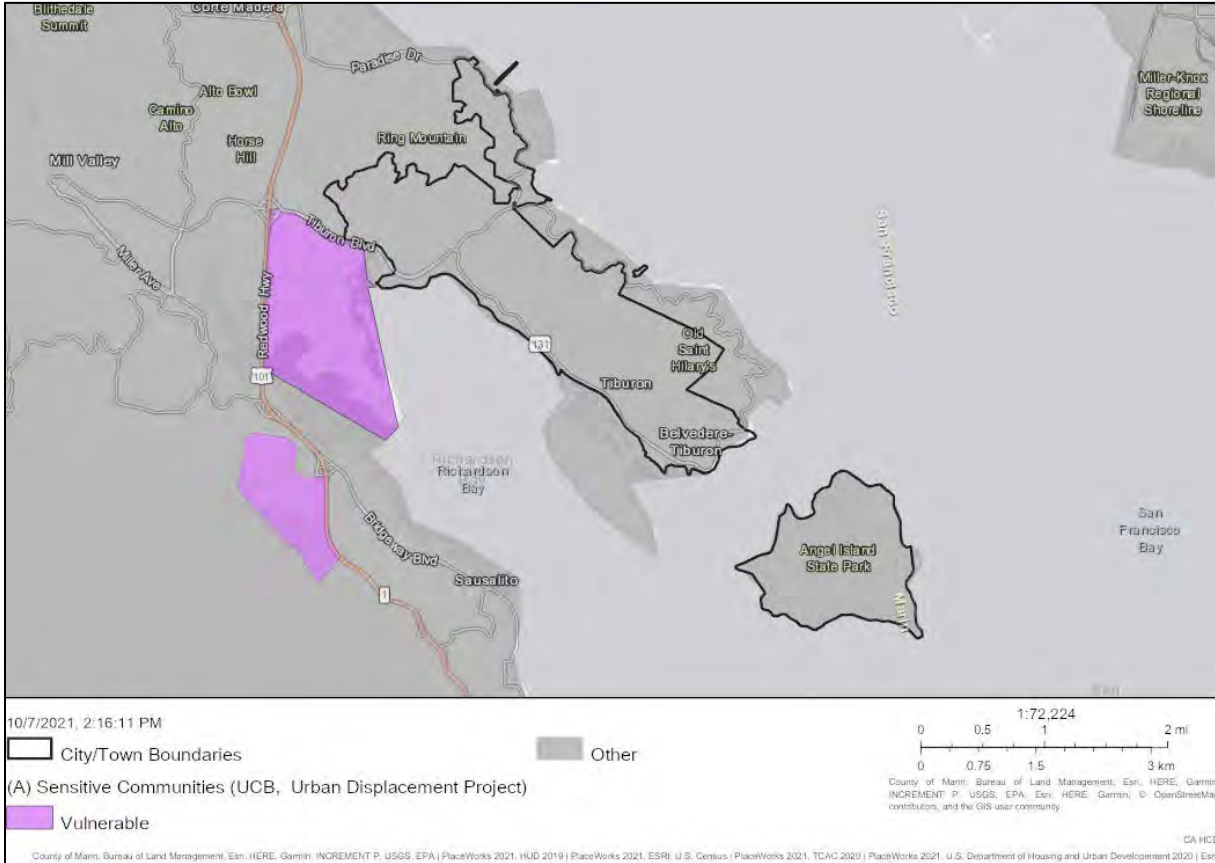 Blithedale
Summit
Corte Madera
Paradise Dr
Miller-Knox
Regional
Shoreline
Alto Bowl
Camino
Alto
Ring Mountain
Horse
Hill
Mill Valley
Tiburon Blvd
San Francisco
Miller Ave
Redwood Hwy
Old
Saint
Hilary's
131
101
Tiburon
Belvedere-
Tiburon
Richardson
Richardson
Bay
San
Francisco
Bay
Bridgeway Blvd
Angel Island
State Park
Sausalito
1
Marin
San
10/7/2021, 2:16:11 PM
City/Town Boundaries
Other
(A) Sensitive Communities (UCB, Urban Displacement Project)
Vulnerable
1:72,224
0 0.5 1 2 mi
0 0.75 1.5 3 km
County of Marin, Bureau of Land Management, Esri, HERE, Garmin,
INCREMENT P, USGS, EPA, Esri, HERE, Garmin, © OpenStreetMap
contributors, and the GIS user community
CA HCD
County of Marin, Bureau of Land Management, Esri, HERE, Garmin, INCREMENT P, USGS, EPA | PlaceWorks 2021, HUD 2019 | PlaceWorks 2021, ESRI, U.S. Census | PlaceWorks 2021, TCAC 2020 | PlaceWorks 2021, U.S. Department of Housing and Urban Development 2020 | Esri